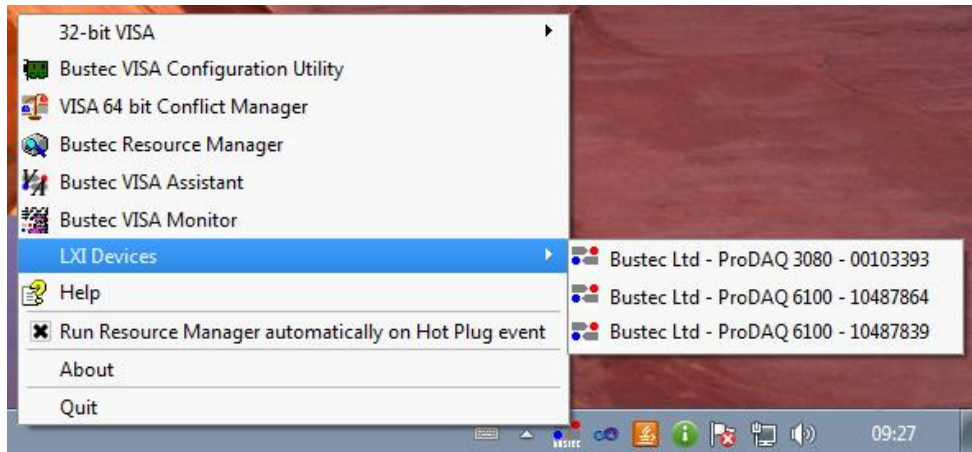 32-bit VISA
Bustec VISA Configuration Utility
VISA 64 bit Conflict Manager
Bustec Resource Manager
Bustec VISA Assistant
Bustec VISA Monitor
LXI Devices
Bustec Ltd - ProDAQ 3080 - 00103393
Bustec Ltd - ProDAQ 6100 - 10487864
Bustec Ltd - ProDAQ 6100 - 10487839
Help
Run Resource Manager automatically on Hot Plug event
About
Quit
BUSTEC
09:27